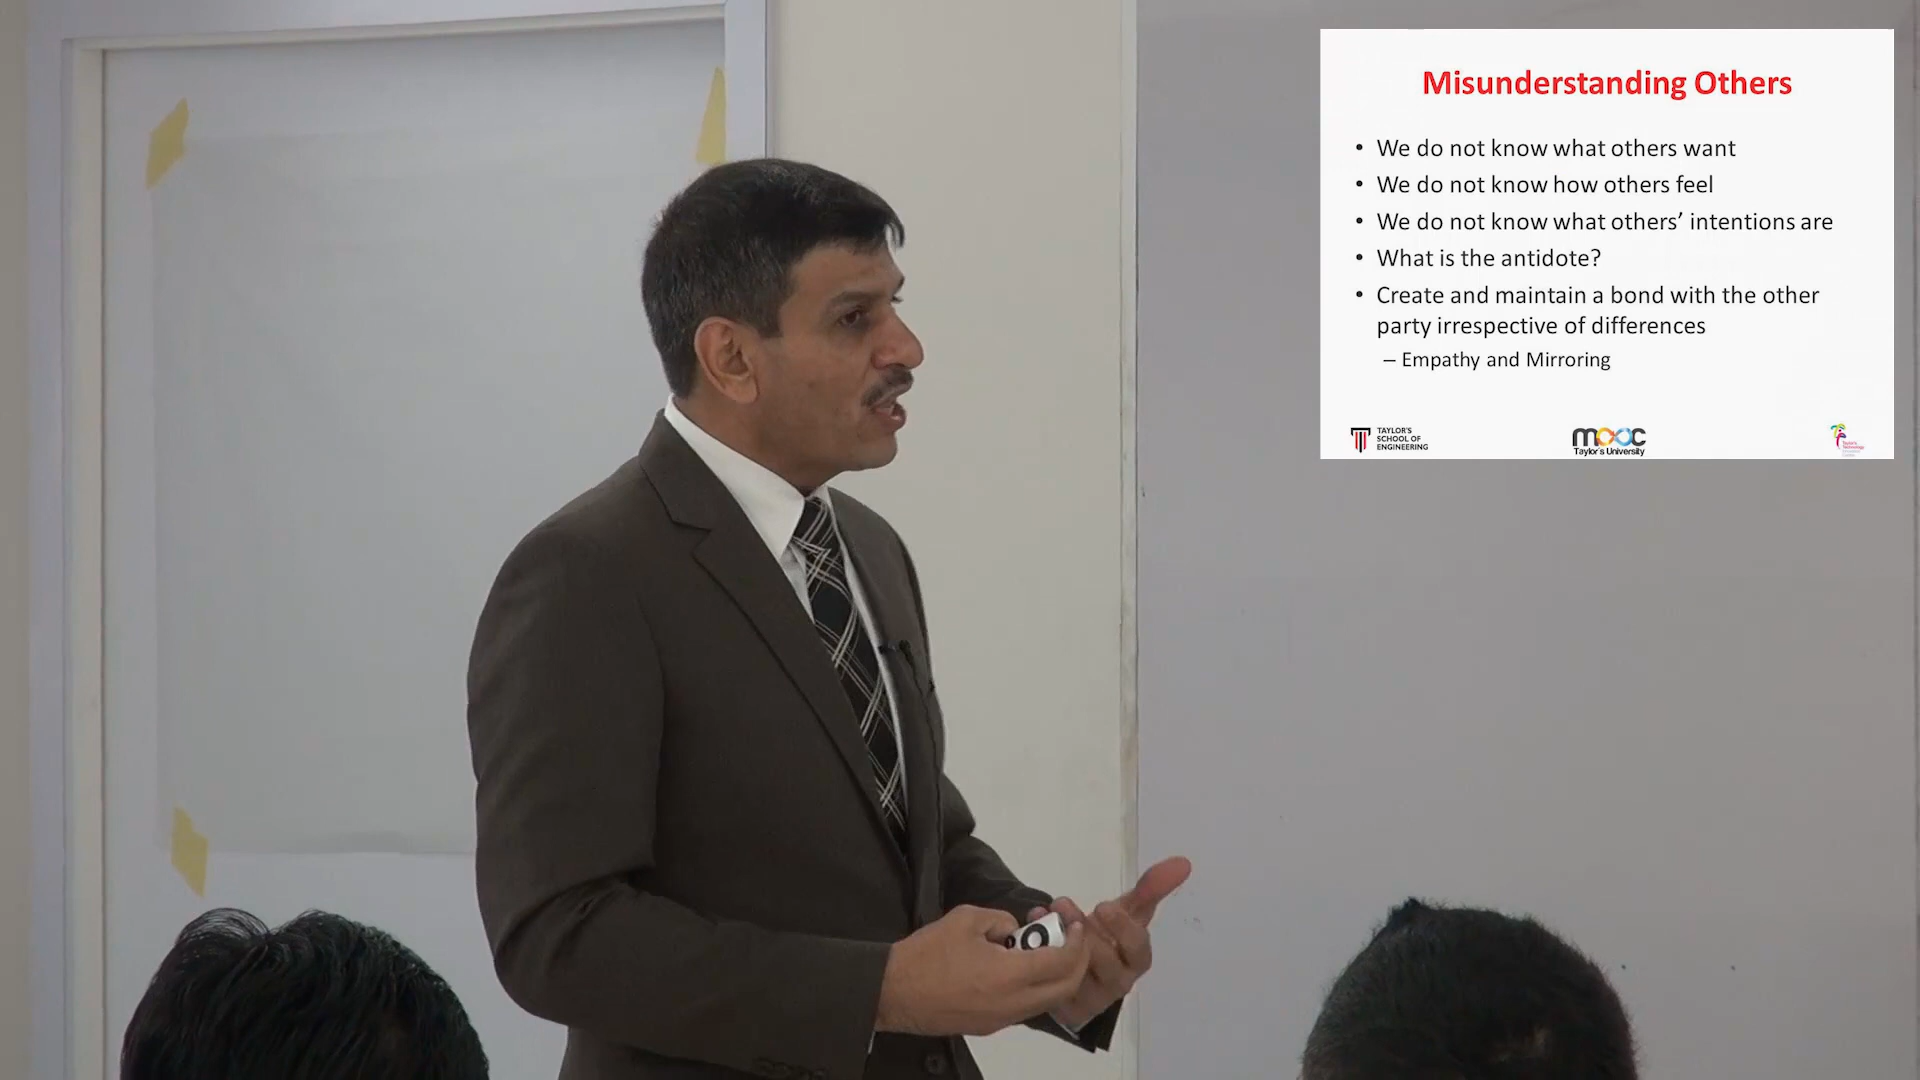 Misunderstanding Others
• We do not know what others want
• We do not know how others feel
• We do not know what others’ intentions are
• What is the antidote?
• Create and maintain a bond with the other
party irrespective of differences
– Empathy and Mirroring
TAYLOR'S
SCHOOL OF
ENGINEERING
mooc
Taylor's University